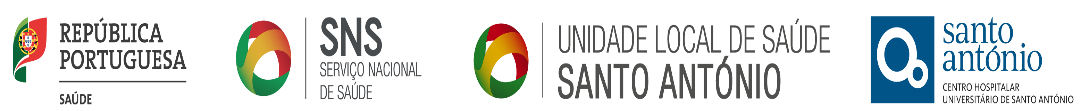 REPÚBLICA
PORTUGUESA
SAÚDE
SNS
SERVIÇO NACIONAL
DE SAÚDE
UNIDADE LOCAL DE SAÚDE
SANTO ANTÓNIO
santo
antónio
CENTRO HOSPITALAR
UNIVERSITÁRIO DE SANTO ANTÓNIO